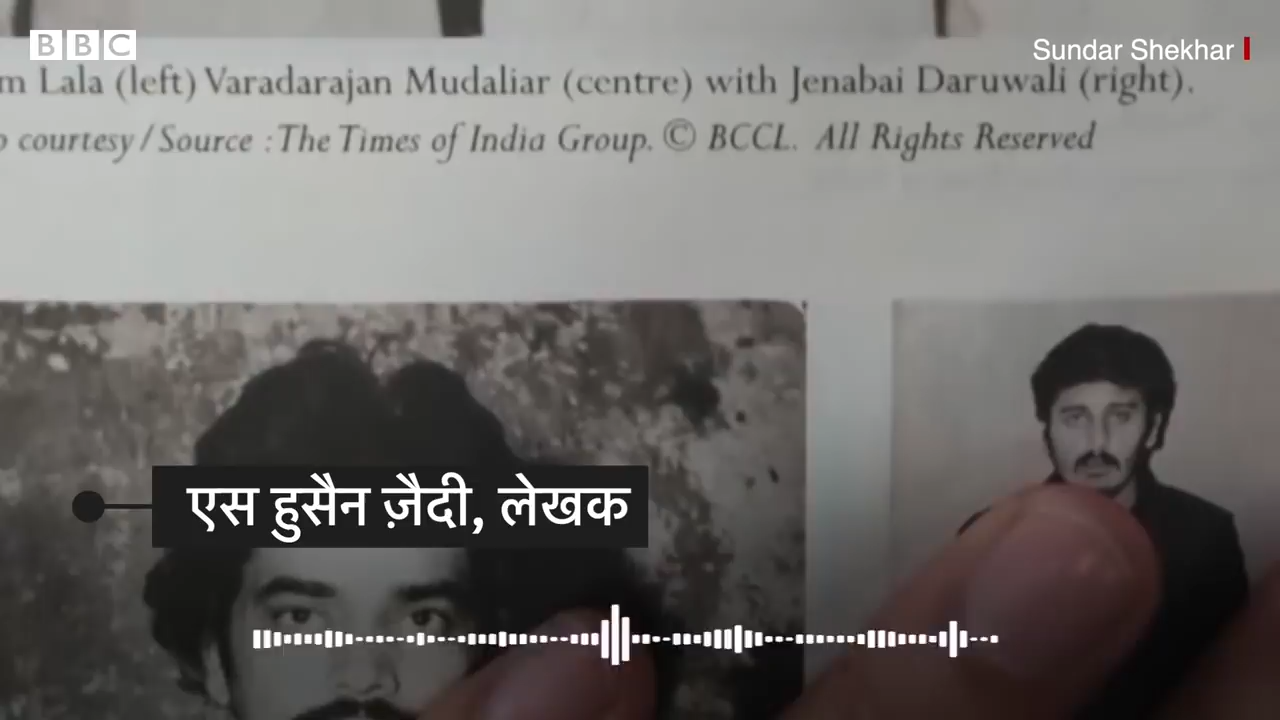 BBC
Sundar Shekhar
m Lala (left) Varadarajan Mudaliar (centre) with Jenabai Daruwali (right).
courtesy / Source : The Times of India Group. © BCCL. All Rights Reserved
एस हुसैन ज़ैदी, लेखक